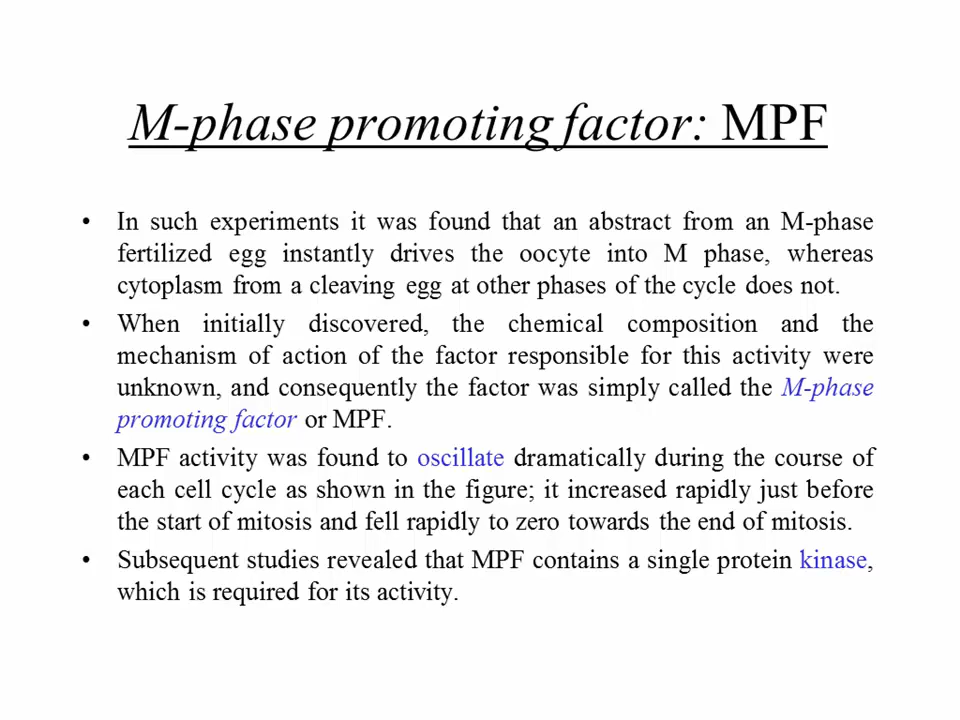 M-phase promoting factor: MPF
• In such experiments it was found that an abstract from an M-phase
fertilized egg instantly drives the oocyte into M phase, whereas
cytoplasm from a cleaving egg at other phases of the cycle does not.
• When initially discovered, the chemical composition and the
mechanism of action of the factor responsible for this activity were
unknown, and consequently the factor was simply called the M-phase
promoting factor or MPF.
• MPF activity was found to oscillate dramatically during the course of
each cell cycle as shown in the figure; it increased rapidly just before
the start of mitosis and fell rapidly to zero towards the end of mitosis.
• Subsequent studies revealed that MPF contains a single protein kinase,
which is required for its activity.